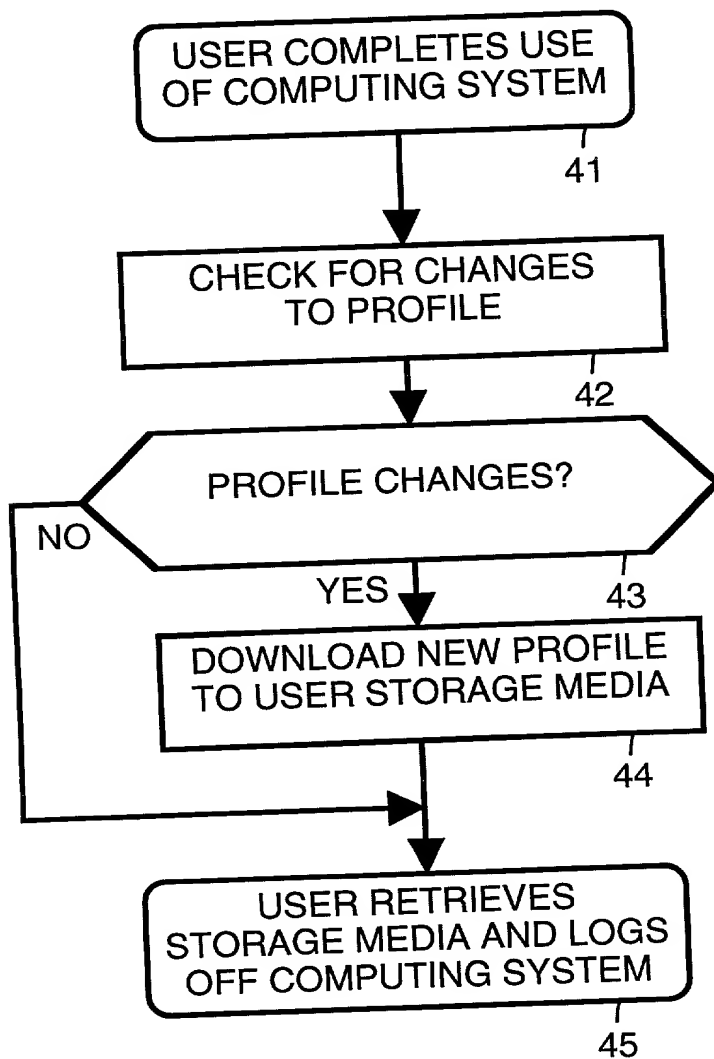 USER COMPLETES USE
OF COMPUTING SYSTEM
41
CHECK FOR CHANGES
TO PROFILE
42
PROFILE CHANGES?
NO
43
YES
DOWNLOAD NEW PROFILE
TO USER STORAGE MEDIA
44
USER RETRIEVES
STORAGE MEDIA AND LOGS
OFF COMPUTING SYSTEM
45